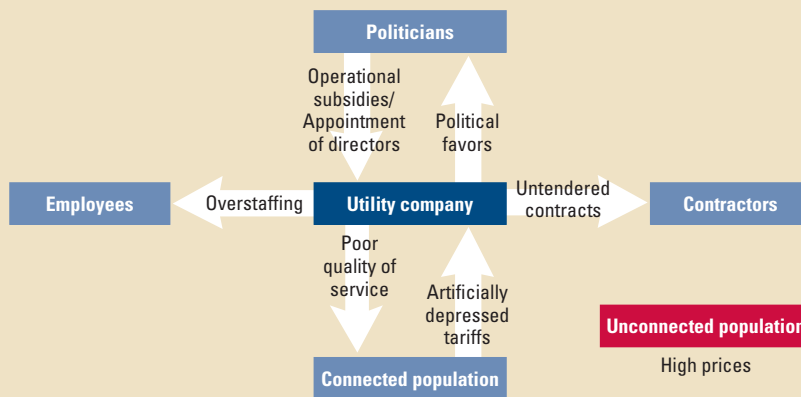 Politicians
Operational
subsidies/
Appointment
of directors
Political
favors
Employees
Overstaffing
Utility company
Untendered
contracts
Contractors
Poor
quality of
service
Artificially
depressed
tariffs
Unconnected population
High prices
Connected population